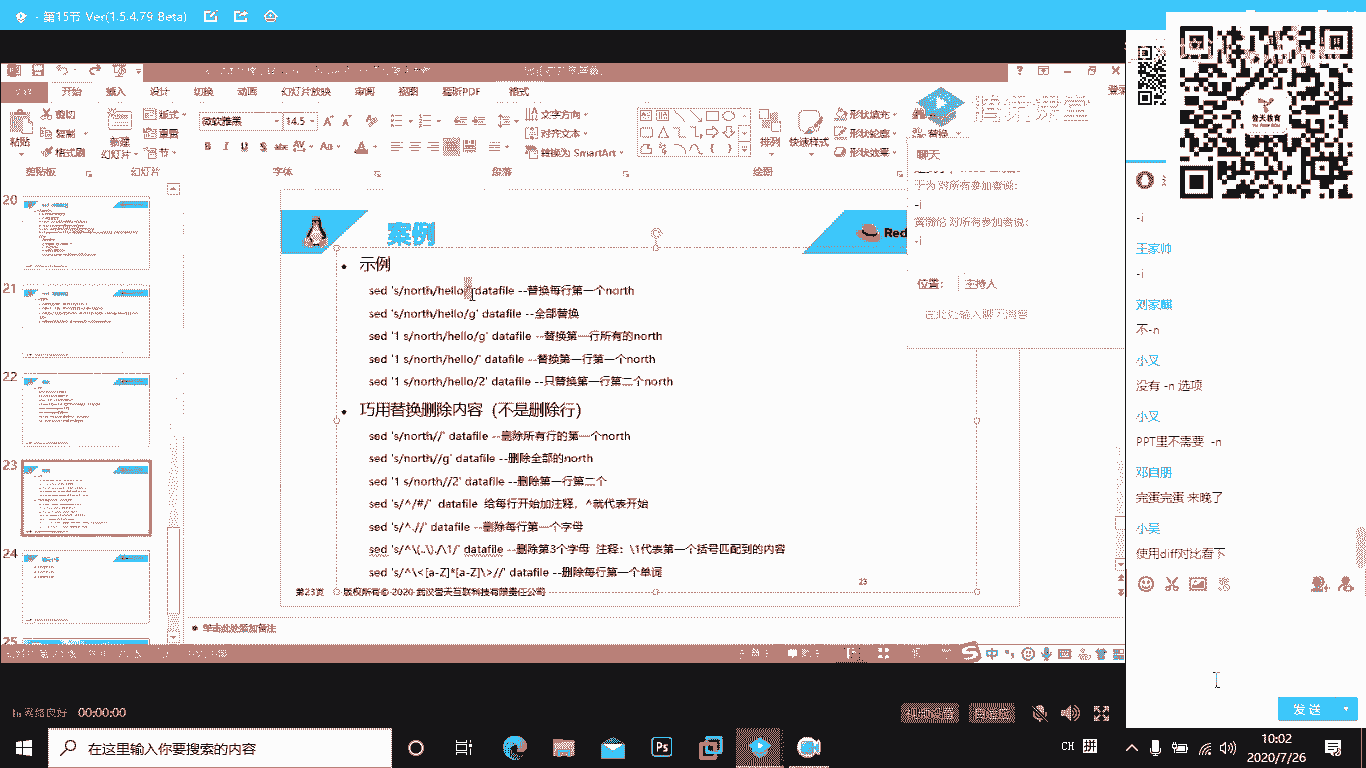 - 第15节 Ver(1.5.4.79 Beta)
开始 插入 设计 切换 动画 幻灯片放映 审阅 视图 福昕PDF 格式
粘贴
剪切
复制
格式刷
新建
幻灯片
版式
重置
节
微软雅黑 14.5
文字方向
对齐文本
转换为 SmartArt
排列 快速样式
形状填充
形状轮廓
形状效果
替换
剪贴板 幻灯片 字体 段落 绘图
腾讯课堂
20
21
22
23
24
25
案例
Red
示例
sed 's/north/hello/' datafile --替换每行第一个north
sed 's/north/hello/g' datafile --全部替换
sed '1 s/north/hello/g' datafile --替换第一行所有的north
sed '1 s/north/hello/' datafile --替换第一行第一个north
sed '1 s/north/hello/2' datafile --只替换第一行第二个north
巧用替换删除内容 (不是删除行)
sed 's/north//' datafile --删除所有行的第一个north
sed 's/north//g' datafile --删除全部的north
sed '1 s/north//2' datafile --删除第一行第二个
sed 's/^/#/' datafile 给每行开始加注释，^就代表开始
sed 's/^.//' datafile --删除每行第一个字母
sed 's/^\(..\)./\1/' datafile --删除第3个字母 注释：\1代表第一个括号匹配到的内容
sed 's/^\<[a-Z]*[a-Z]\>//' datafile --删除每行第一个单词
23
第23页 版权所有© 2020 武汉誉天互联科技有限责任公司
单击此处添加备注
聊天
于为 对所有参加者说:
-i
黄瀚伦 对所有参加者说:
-i
位置: 主持人
在此处输入聊天内容
誉天教育
-i
王家帅
-i
刘家麒
不-n
小叉
没有 -n 选项
小叉
PPT里不需要 -n
邓自朋
完蛋完蛋 来晚了
小吴
使用diff对比看下
发 送
网络良好 00:00:00
在这里输入你要搜索的内容
CH
10:02
2020/7/26